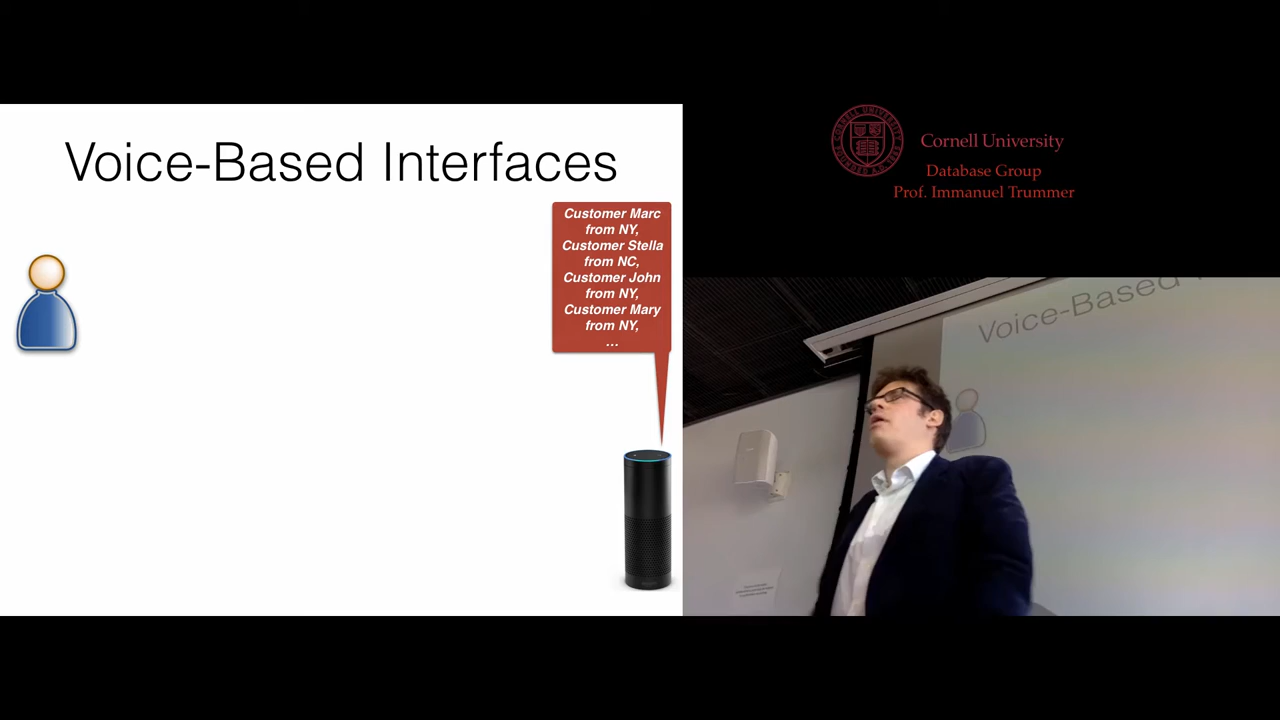 Voice-Based Interfaces
Customer Marc
from NY,
Customer Stella
from NC,
Customer John
from NY,
Customer Mary
from NY,
...
Cornell University
Database Group
Prof. Immanuel Trummer
Voice-Based